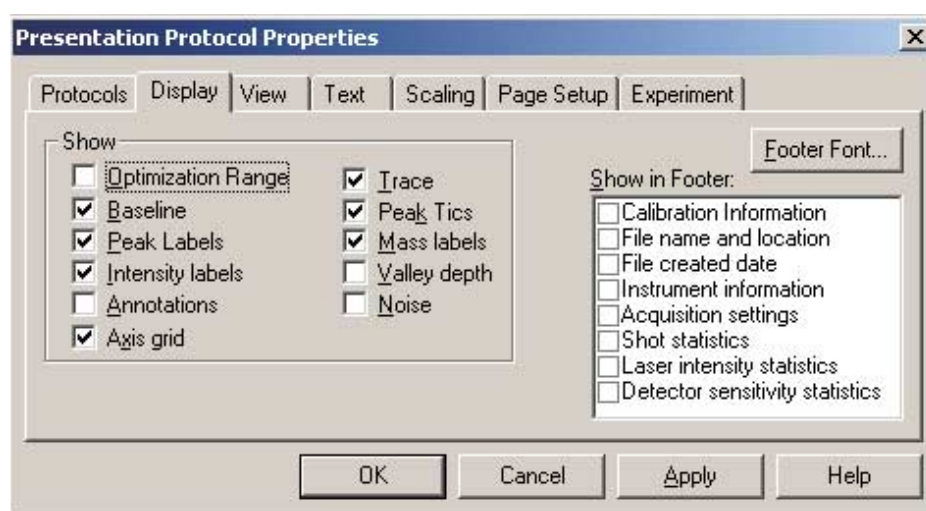 Presentation Protocol Properties
Protocols Display View Text Scaling Page Setup Experiment
Show
Optimization Range
Baseline
Peak Labels
Intensity labels
Annotations
Axis grid
Trace
Peak Tics
Mass labels
Valley depth
Noise
Footer Font...
Show in Footer:
Calibration Information
File name and location
File created date
Instrument information
Acquisition settings
Shot statistics
Laser intensity statistics
Detector sensitivity statistics
OK Cancel Apply Help